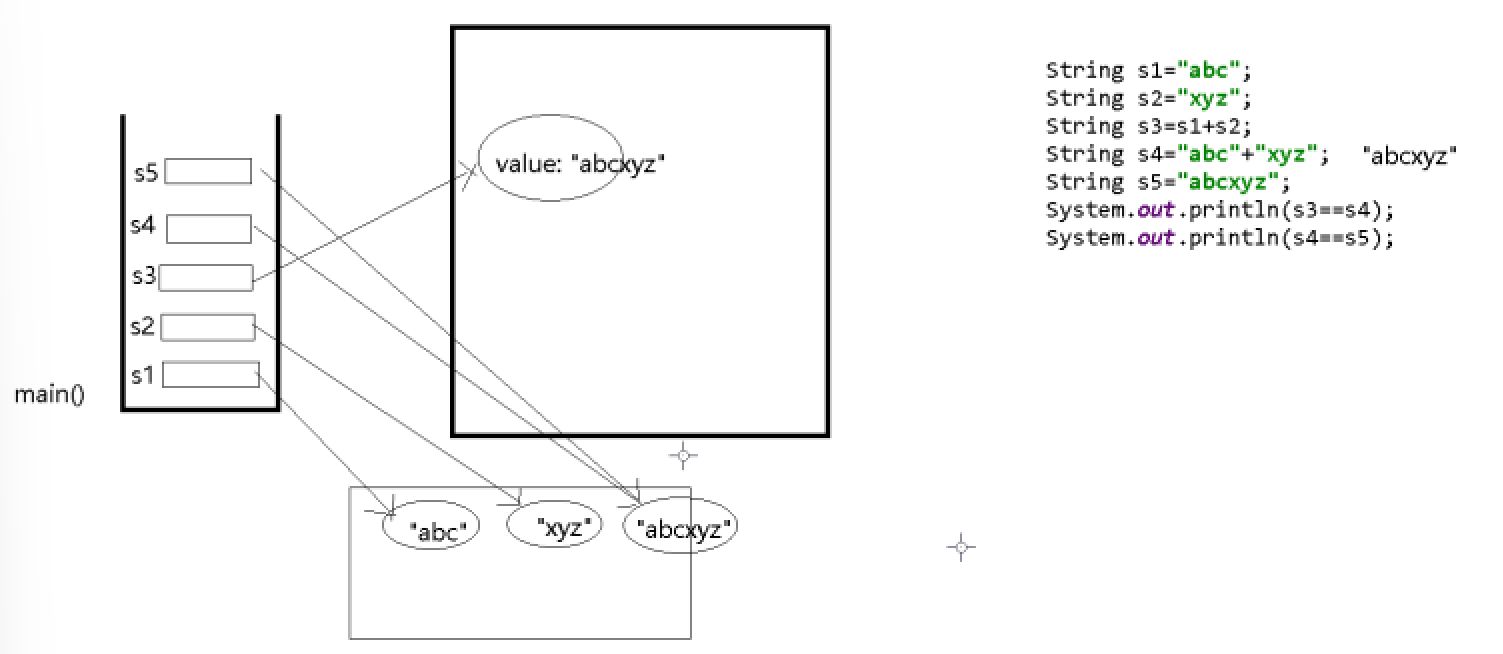 s5
s4
s3
s2
s1
main()
value: "abcxyz"
"abc" "xyz" "abcxyz"
String s1="abc";
String s2="xyz";
String s3=s1+s2;
String s4="abc"+"xyz"; "abcxyz"
String s5="abcxyz";
System.out.println(s3==s4);
System.out.println(s4==s5);